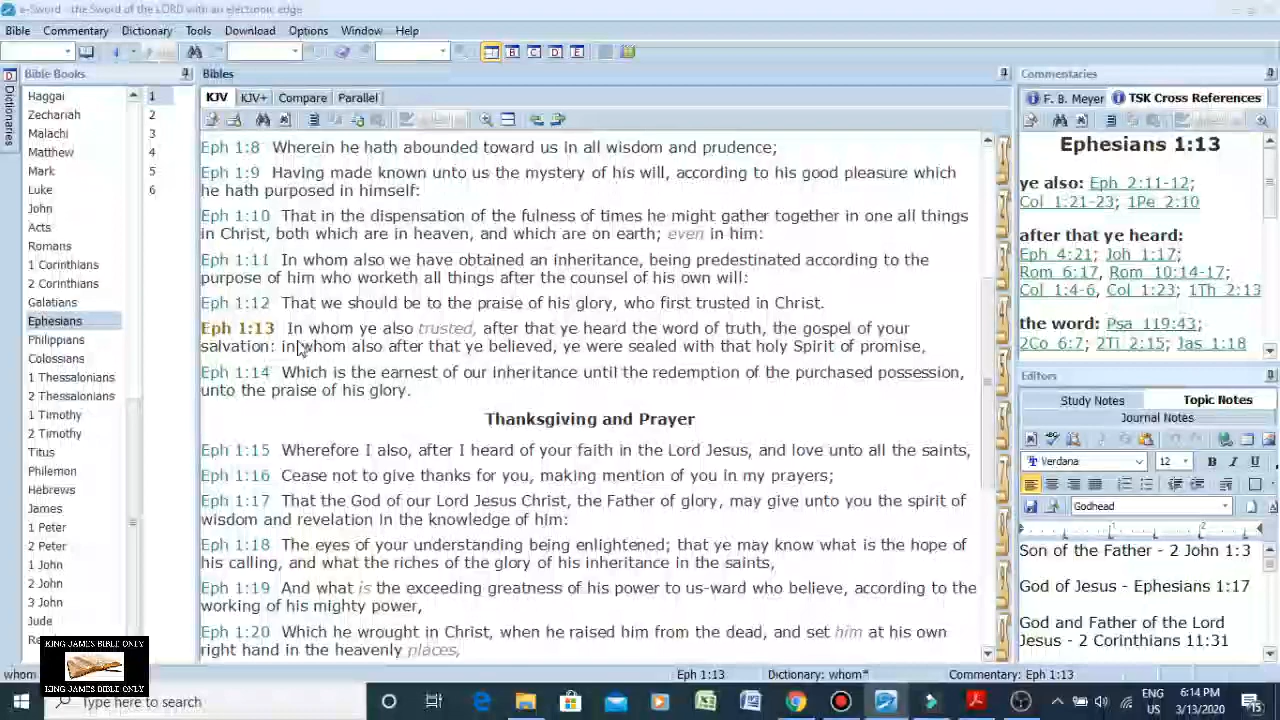 e-Sword - the Sword of the LORD with an electronic edge
Bible Commentary Dictionary Tools Download Options Window Help
B C D E
D
Dictionaries
Bible Books
Haggai
Zechariah
Malachi
Matthew
Mark
Luke
John
Acts
Romans
1 Corinthians
2 Corinthians
Galatians
Ephesians
Philippians
Colossians
1 Thessalonians
2 Thessalonians
1 Timothy
2 Timothy
Titus
Philemon
Hebrews
James
1 Peter
2 Peter
1 John
2 John
3 John
Jude
1
2
3
4
5
6
Bibles
KJV KJV+ Compare Parallel
Eph 1:8 Wherein he hath abounded toward us in all wisdom and prudence;
Eph 1:9 Having made known unto us the mystery of his will, according to his good pleasure which
he hath purposed in himself:
Eph 1:10 That in the dispensation of the fulness of times he might gather together in one all things
in Christ, both which are in heaven, and which are on earth; even in him:
Eph 1:11 In whom also we have obtained an inheritance, being predestinated according to the
purpose of him who worketh all things after the counsel of his own will:
Eph 1:12 That we should be to the praise of his glory, who first trusted in Christ.
Eph 1:13 In whom ye also trusted, after that ye heard the word of truth, the gospel of your
salvation: in whom also after that ye believed, ye were sealed with that holy Spirit of promise,
Eph 1:14 Which is the earnest of our inheritance until the redemption of the purchased possession,
unto the praise of his glory.
Thanksgiving and Prayer
Eph 1:15 Wherefore I also, after I heard of your faith in the Lord Jesus, and love unto all the saints,
Eph 1:16 Cease not to give thanks for you, making mention of you in my prayers;
Eph 1:17 That the God of our Lord Jesus Christ, the Father of glory, may give unto you the spirit of
wisdom and revelation in the knowledge of him:
Eph 1:18 The eyes of your understanding being enlightened; that ye may know what is the hope of
his calling, and what the riches of the glory of his inheritance in the saints,
Eph 1:19 And what is the exceeding greatness of his power to us-ward who believe, according to the
working of his mighty power,
Eph 1:20 Which he wrought in Christ, when he raised him from the dead, and set him at his own
right hand in the heavenly places,
Commentaries
F. B. Meyer TSK Cross References
Ephesians 1:13
ye also: Eph 2:11-12;
Col 1:21-23; 1Pe 2:10
after that ye heard:
Eph 4:21; Joh 1:17;
Rom 6:17, Rom 10:14-17;
Col 1:4-6, Col 1:23; 1Th 2:13
the word: Psa 119:43;
2Co 6:7; 2Ti 2:15; Jas 1:18
Editors
Study Notes Topic Notes
Journal Notes
Verdana 12 B I U
Godhead
1 2
Son of the Father - 2 John 1:3
God of Jesus - Ephesians 1:17
God and Father of the Lord
Jesus - 2 Corinthians 11:31
whom Eph 1:13 Dictionary: whom* Commentary: Eph 1:13
KING JAMES BIBLE ONLY
KING JAMES BIBLE ONLY
Type here to search
ENG
US
6:14 PM
3/13/2020
15